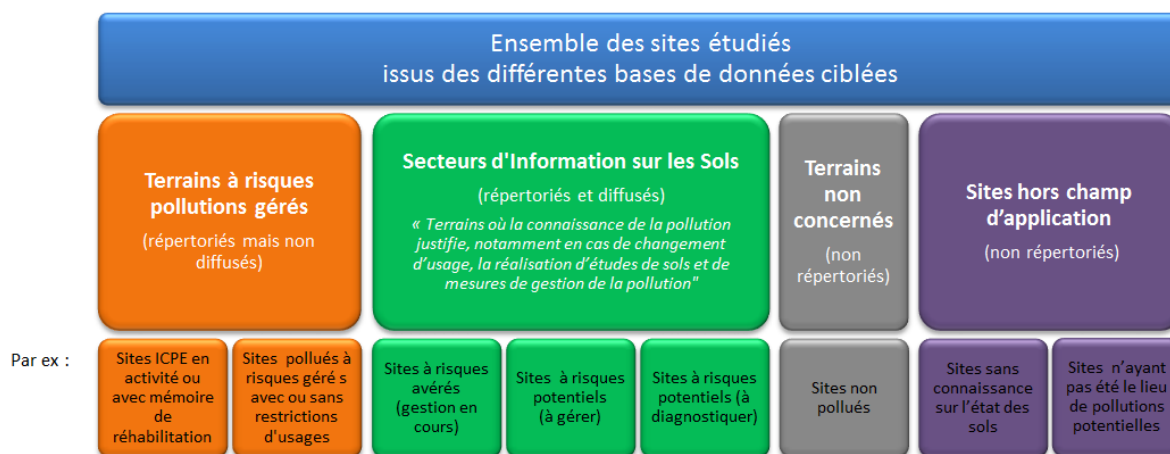 Ensemble des sites étudiés
issus des différentes bases de données ciblées
Terrains à risques
pollutions gérés
(répertoriés mais non
diffusés)
Secteurs d'Information sur les Sols
(répertoriés et diffusés)
« Terrains où la connaissance de la pollution
justifie, notamment en cas de changement
d'usage, la réalisation d'études de sols et de
mesures de gestion de la pollution"
Terrains
non
concernés
(non
répertoriés)
Sites hors champ
d'application
(non répertoriés)
Par ex :
Sites ICPE en
activité ou
avec mémoire
de
réhabilitation
Sites pollués à
risques géré s
avec ou sans
restrictions
d'usages
Sites à risques
avérés
(gestion en
cours)
Sites à risques
potentiels
(à gérer)
Sites à risques
potentiels (à
diagnostiquer)
Sites non
pollués
Sites sans
connaissance
sur l'état des
sols
Sites n'ayant
pas été le lieu
de pollutions
potentielles